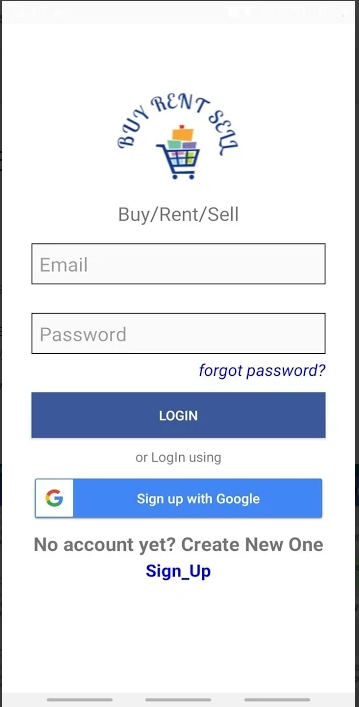 BUY RENT SELL
Buy/Rent/Sell
Email
Password
forgot password?
LOGIN
or LogIn using
G Sign up with Google
No account yet? Create New One
Sign_Up